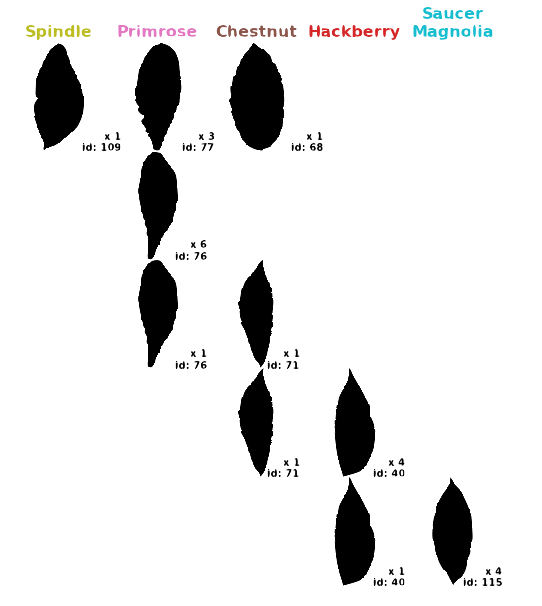 Spindle Primrose Chestnut Hackberry Saucer Magnolia
x 1
id: 109
x 3
id: 77
x 1
id: 68
x 6
id: 76
x 1
id: 76
x 1
id: 71
x 1
id: 71
x 4
id: 40
x 1
id: 40
x 4
id: 115